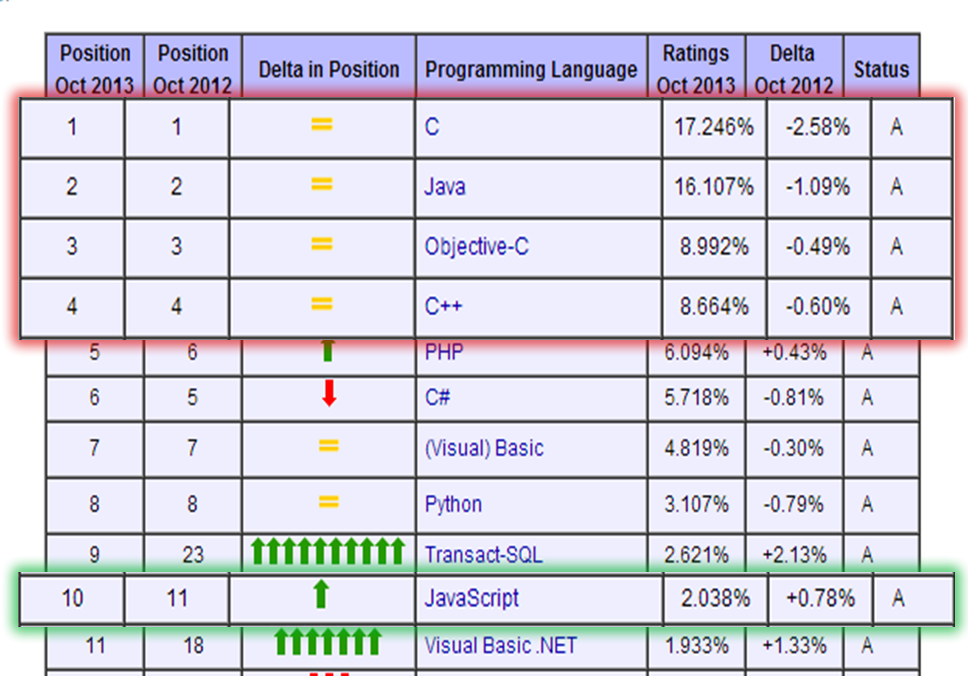 Position Oct 2013 Position Oct 2012 Delta in Position Programming Language Ratings Oct 2013 Delta Oct 2012 Status
1 1 = C 17.246% -2.58% A
2 2 = Java 16.107% -1.09% A
3 3 = Objective-C 8.992% -0.49% A
4 4 = C++ 8.664% -0.60% A
5 6 PHP 6.094% +0.43% A
6 5 C# 5.718% -0.81% A
7 7 = (Visual) Basic 4.819% -0.30% A
8 8 = Python 3.107% -0.79% A
9 23 Transact-SQL 2.621% +2.13% A
10 11 JavaScript 2.038% +0.78% A
11 18 Visual Basic .NET 1.933% +1.33% A